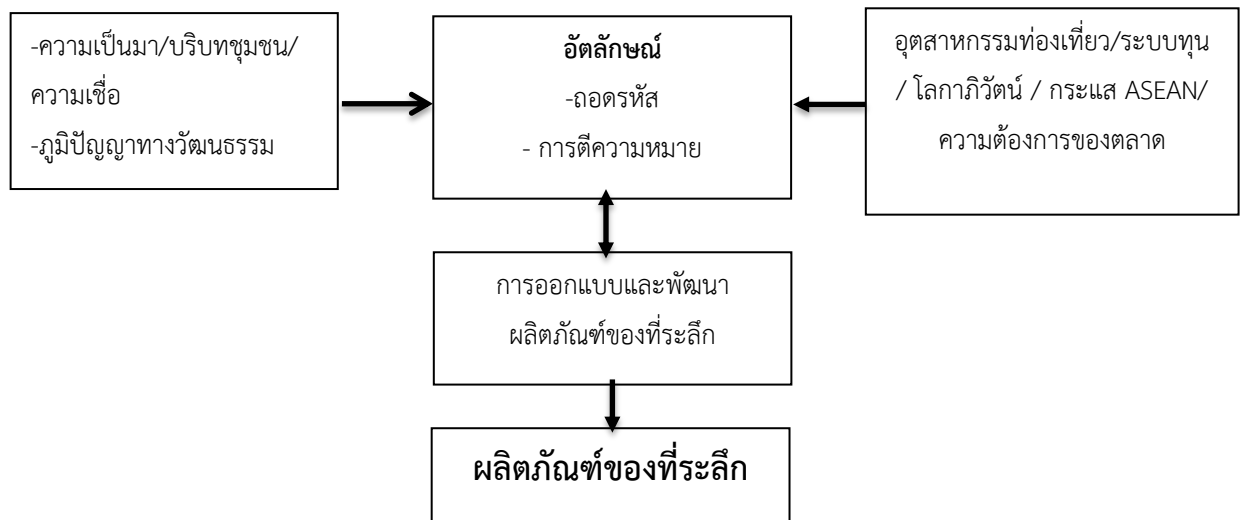 -ความเป็นมา/บริบทชุมชน/
ความเชื่อ
-ภูมิปัญญาทางวัฒนธรรม
อัตลักษณ์
-ถอดรหัส
- การตีความหมาย
อุตสาหกรรมท่องเที่ยว/ระบบทุน
/ โลกาภิวัตน์ / กระแส ASEAN/
ความต้องการของตลาด
การออกแบบและพัฒนา
ผลิตภัณฑ์ของที่ระลึก
ผลิตภัณฑ์ของที่ระลึก